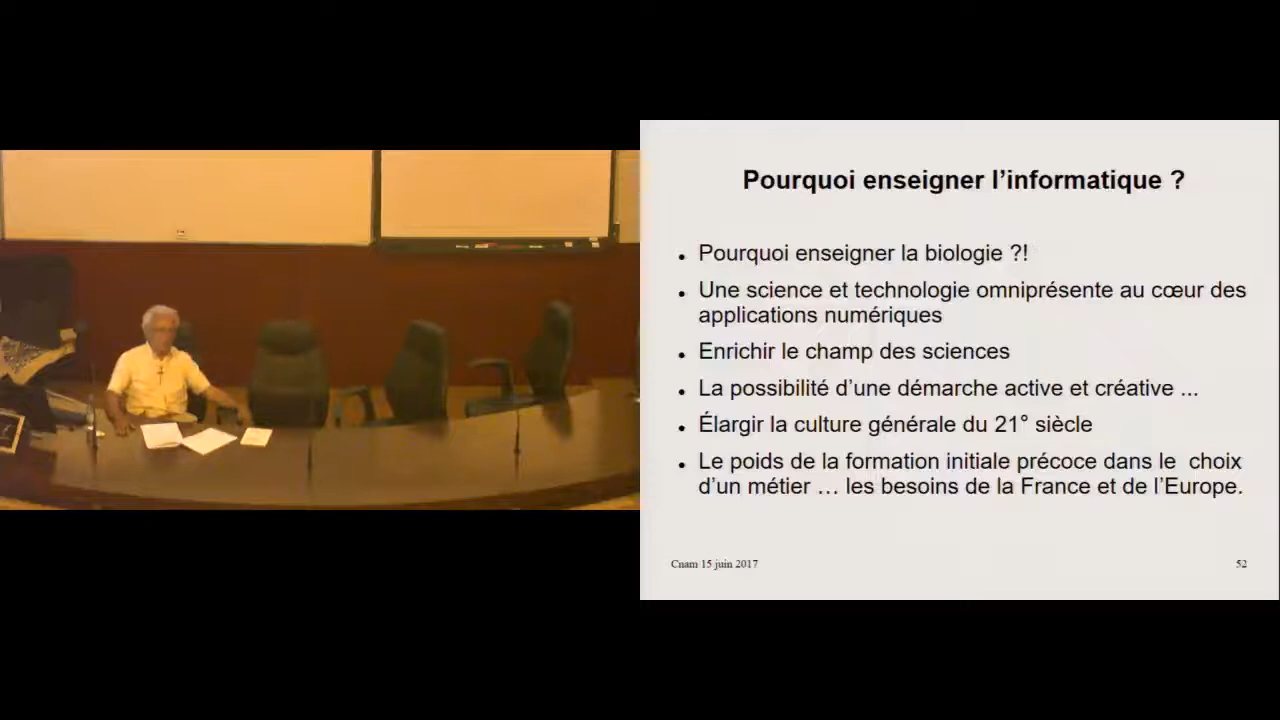 Pourquoi enseigner l’informatique ?
Pourquoi enseigner la biologie ?!
Une science et technologie omniprésente au cœur des
applications numériques
Enrichir le champ des sciences
La possibilité d’une démarche active et créative ...
Élargir la culture générale du 21° siècle
Le poids de la formation initiale précoce dans le  choix
d’un métier … les besoins de la France et de l’Europe.
Cnam 15 juin 2017
52